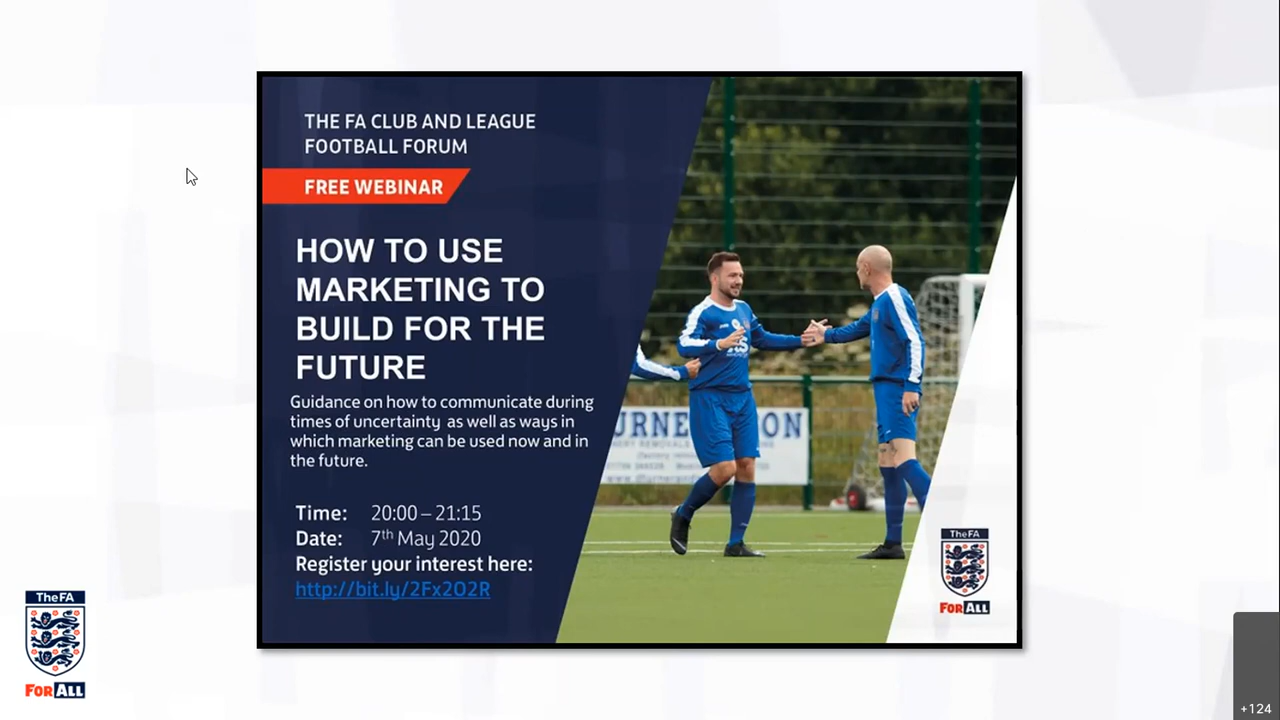 THE FA CLUB AND LEAGUE
FOOTBALL FORUM
FREE WEBINAR
HOW TO USE
MARKETING TO
BUILD FOR THE
FUTURE
Guidance on how to communicate during
times of uncertainty as well as ways in
which marketing can be used now and in
the future.
Time: 20:00 – 21:15
Date: 7th May 2020
Register your interest here:
http://bit.ly/2Fx2O2R
TheFA
FORALL
TheFA
FORALL
+124